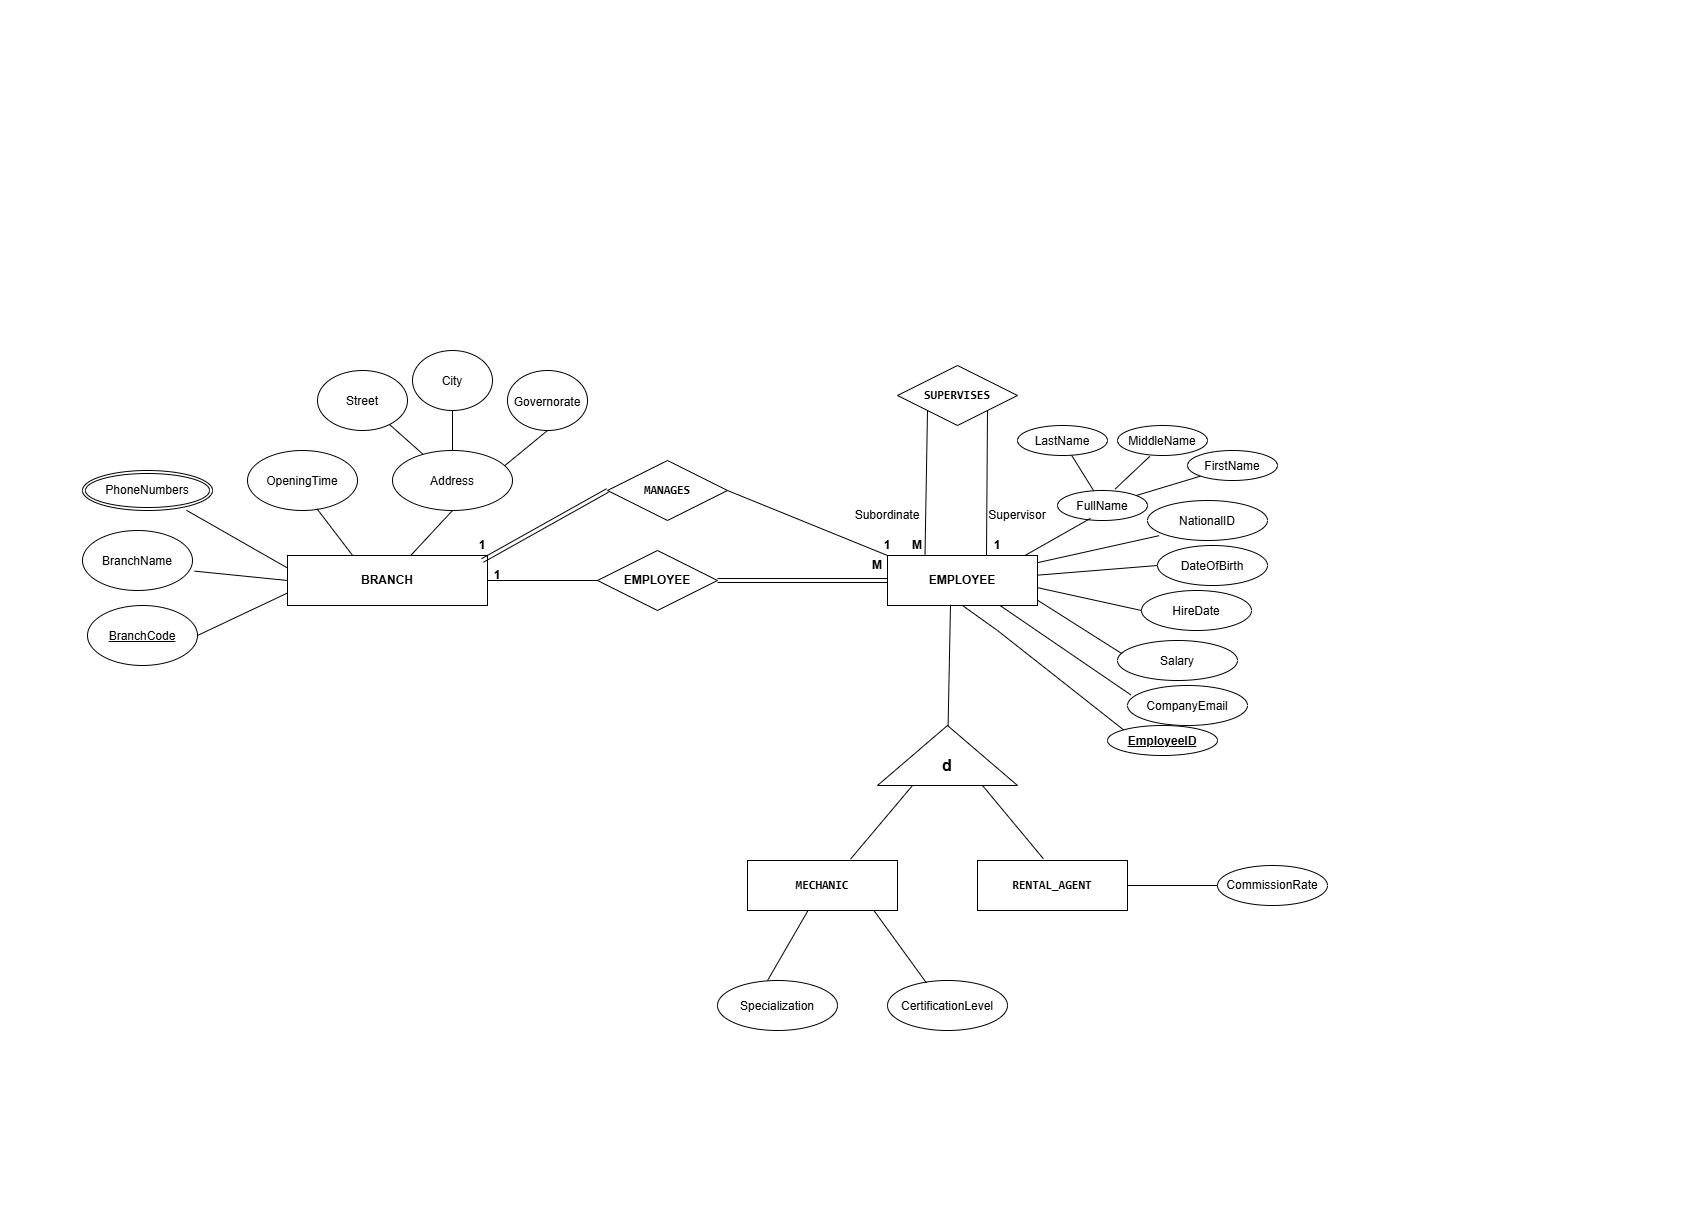 City
Street
Governorate
SUPERVISES
LastName
MiddleName
FirstName
OpeningTime
Address
PhoneNumbers
MANAGES
FullName
Subordinate
Supervisor
NationalID
1
1
M
1
BranchName
M
DateOfBirth
BRANCH
1
EMPLOYEE
EMPLOYEE
HireDate
BranchCode
Salary
CompanyEmail
EmployeeID
d
MECHANIC
RENTAL_AGENT
CommissionRate
Specialization
CertificationLevel